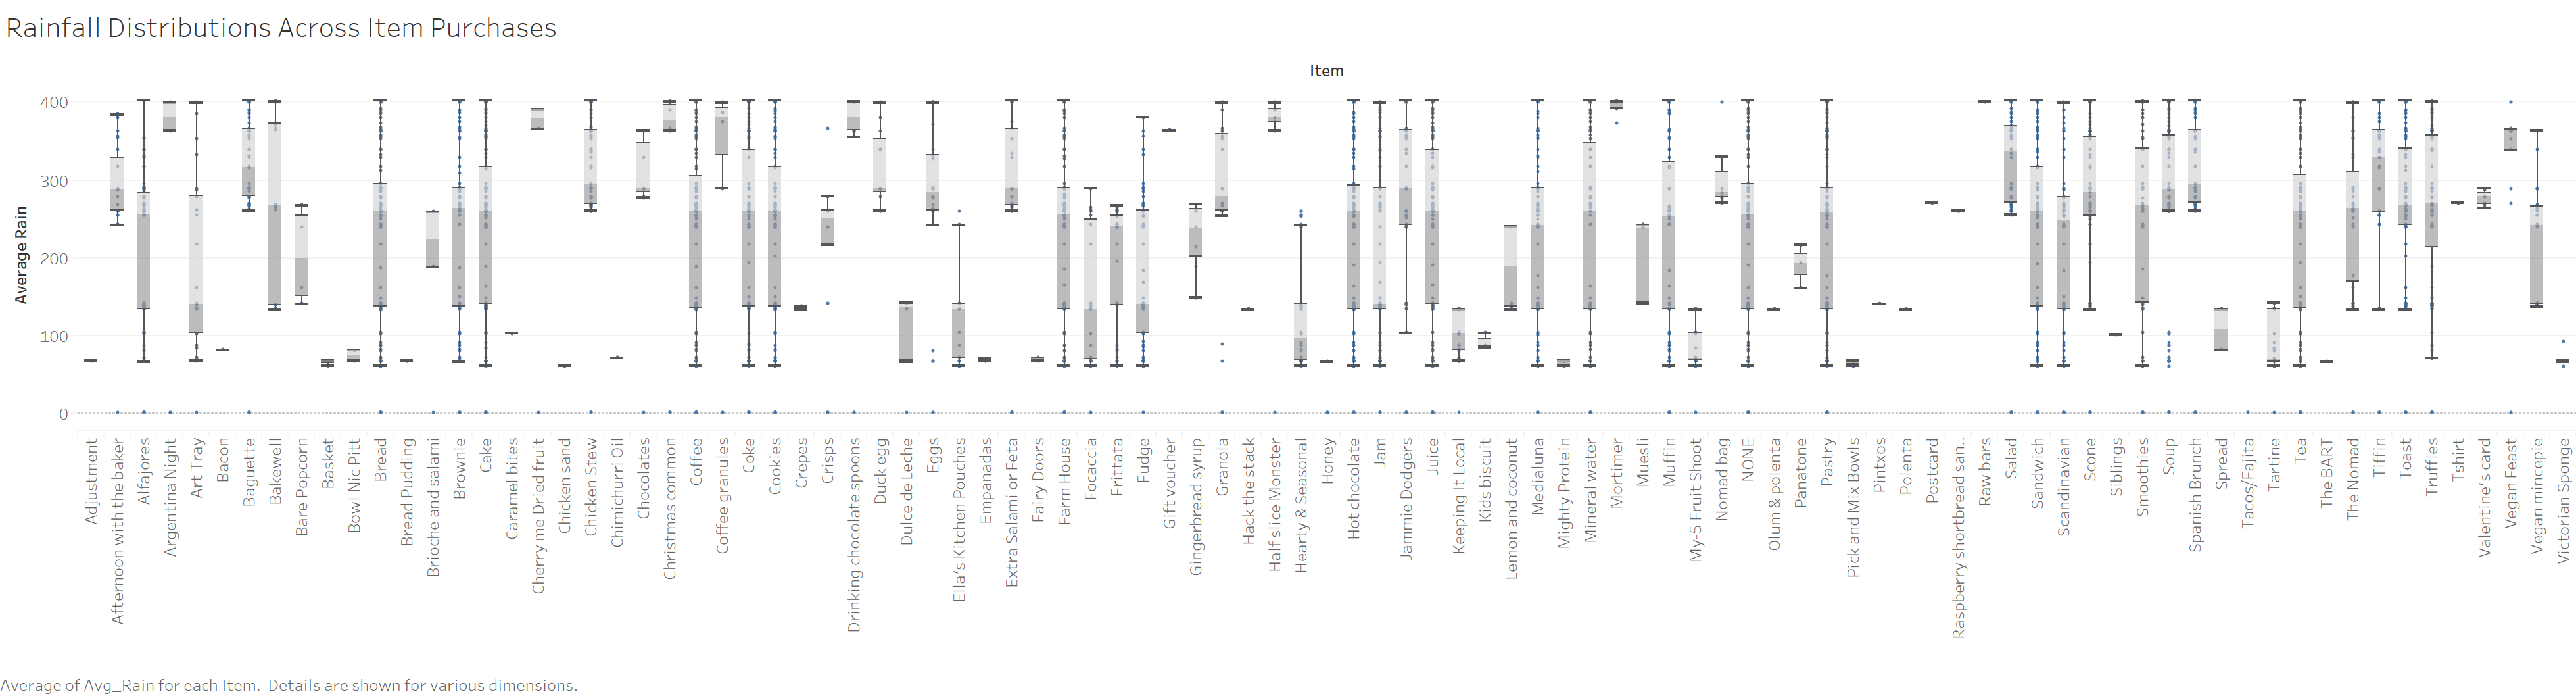 Rainfall Distributions Across Item Purchases
Item
Average Rain
400
300
200
100
0
Adjustment
Afternoon with the baker
Alfajores
Argentina Night
Art Tray
Bacon
Baguette
Bakewell
Bare Popcorn
Basket
Bowl Nic Pitt
Bread
Bread Pudding
Brioche and salami
Brownie
Cake
Caramel bites
Cherry me Dried fruit
Chicken sand
Chicken Stew
Chimichurri Oil
Chocolates
Christmas common
Coffee
Coffee granules
Coke
Cookies
Crepes
Crisps
Drinking chocolate spoons
Duck egg
Dulce de Leche
Eggs
Ella's Kitchen Pouches
Empanadas
Extra Salami or Feta
Fairy Doors
Farm House
Focaccia
Frittata
Fudge
Gift voucher
Gingerbread syrup
Granola
Hack the stack
Half slice Monster
Hearty & Seasonal
Honey
Hot chocolate
Jam
Jammie Dodgers
Juice
Keeping It Local
Kids biscuit
Lemon and coconut
Medialuna
Mighty Protein
Mineral water
Mortimer
Muesli
Muffin
My-5 Fruit Shoot
Nomad bag
NONE
Olum & polenta
Panatone
Pastry
Pick and Mix Bowls
Pintxos
Polenta
Postcard
Raspberry shortbread san..
Raw bars
Salad
Sandwich
Scandinavian
Scone
Siblings
Smoothies
Soup
Spanish Brunch
Spread
Tacos/Fajita
Tartine
Tea
The BART
The Nomad
Tiffin
Toast
Truffles
Tshirt
Valentine's card
Vegan Feast
Vegan mincepie
Victorian Sponge
Average of Avg_Rain for each Item.  Details are shown for various dimensions.